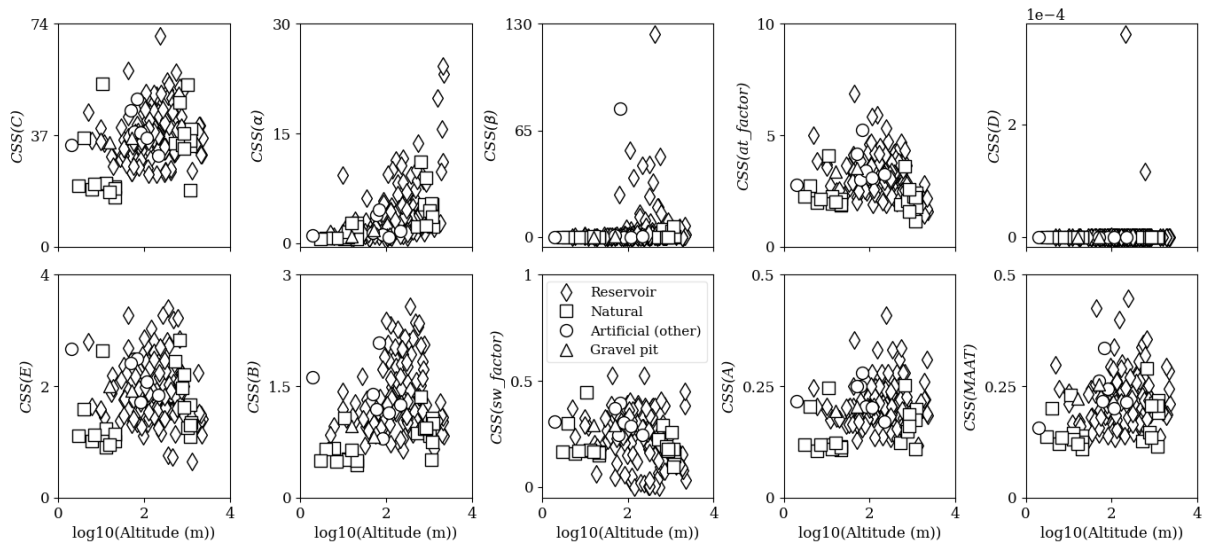 1e−4
74
37
0
CSS(C)
30
15
0
CSS(α)
130
65
0
CSS(β)
10
5
0
CSS(at_factor)
2
0
CSS(D)
4
2
0
CSS(E)
0 2 4
log10(Altitude (m))
3
1.5
0
CSS(B)
0 2 4
log10(Altitude (m))
1
0.5
0
CSS(sw_factor)
Reservoir
Natural
Artificial (other)
Gravel pit
0 2 4
log10(Altitude (m))
0.5
0.25
0
CSS(A)
0 2 4
log10(Altitude (m))
0.5
0.25
0
CSS(MAAT)
0 2 4
log10(Altitude (m))